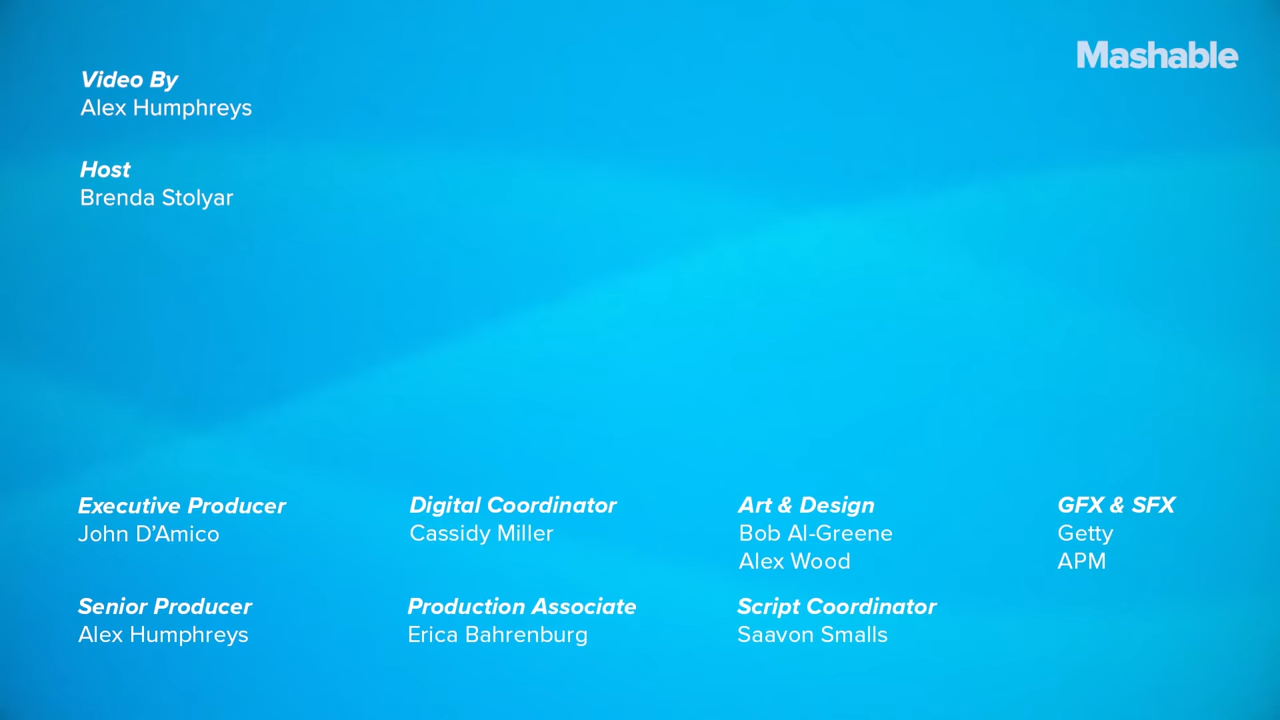 Mashable
Video By
Alex Humphreys
Host
Brenda Stolyar
Executive Producer
John D’Amico
Digital Coordinator
Cassidy Miller
Art & Design
Bob Al-Greene
Alex Wood
GFX & SFX
Getty
APM
Senior Producer
Alex Humphreys
Production Associate
Erica Bahrenburg
Script Coordinator
Saavon Smalls